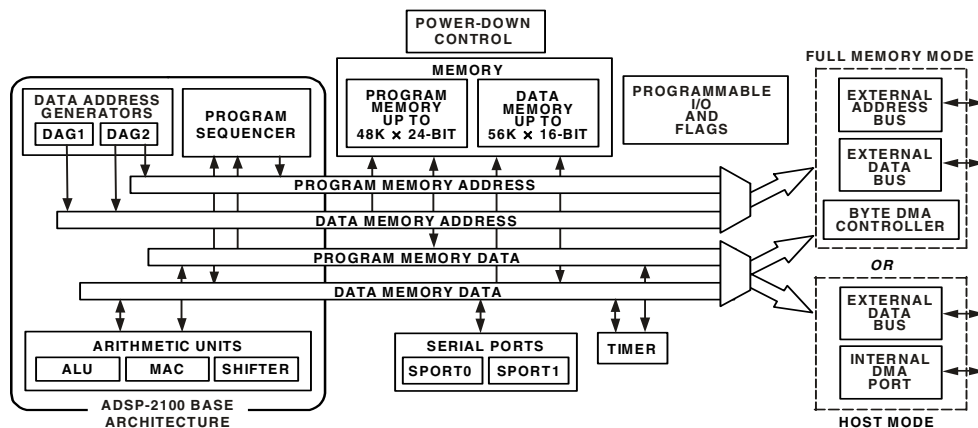 POWER-DOWN
CONTROL
FULL MEMORY MODE
MEMORY
DATA ADDRESS
GENERATORS
DAG1
DAG2
PROGRAM
SEQUENCER
PROGRAM
MEMORY
UP TO
48K × 24-BIT
DATA
MEMORY
UP TO
56K × 16-BIT
PROGRAMMABLE
I/O
AND
FLAGS
EXTERNAL
ADDRESS
BUS
EXTERNAL
DATA
BUS
BYTE DMA
CONTROLLER
PROGRAM MEMORY ADDRESS
DATA MEMORY ADDRESS
PROGRAM MEMORY DATA
DATA MEMORY DATA
OR
EXTERNAL
DATA
BUS
INTERNAL
DMA
PORT
HOST MODE
ARITHMETIC UNITS
ALU
MAC
SHIFTER
SERIAL PORTS
SPORT0
SPORT1
TIMER
ADSP-2100 BASE
ARCHITECTURE